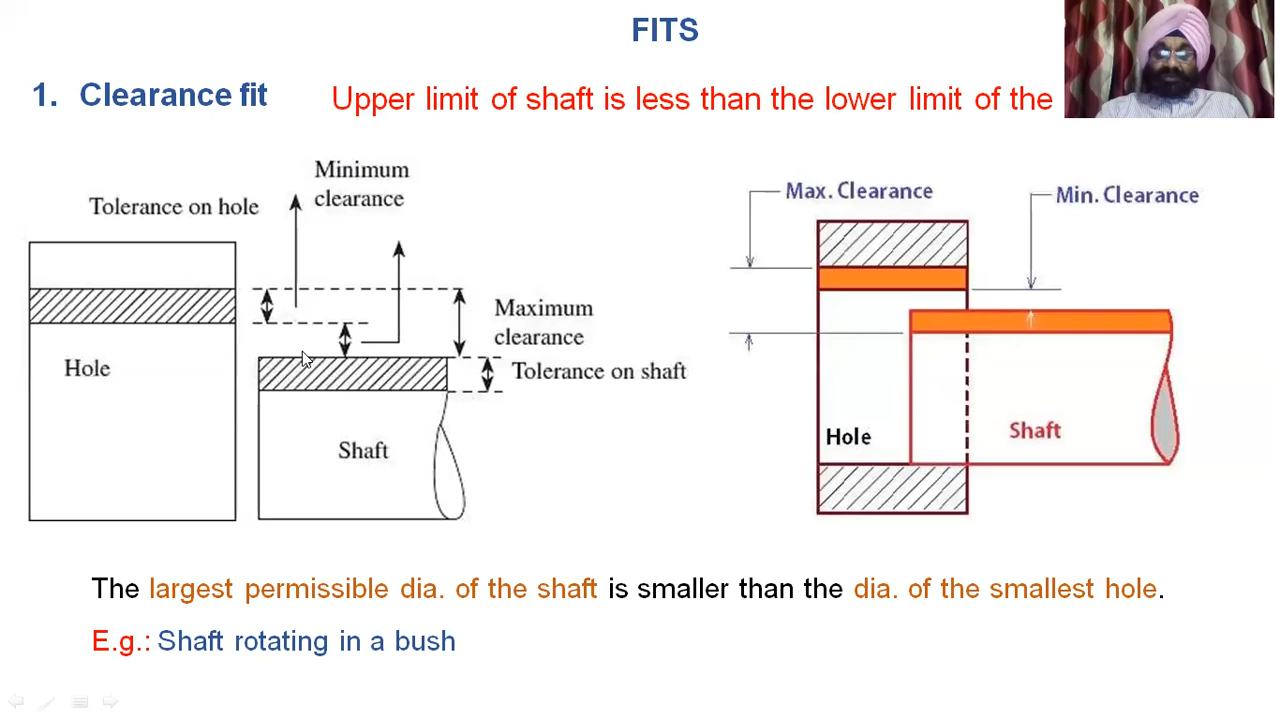 FITS
1. Clearance fit
Upper limit of shaft is less than the lower limit of the
Minimum
clearance
Tolerance on hole
Maximum
clearance
Tolerance on shaft
Hole
Shaft
Max. Clearance
Min. Clearance
Hole
Shaft
The largest permissible dia. of the shaft is smaller than the dia. of the smallest hole.
E.g.: Shaft rotating in a bush